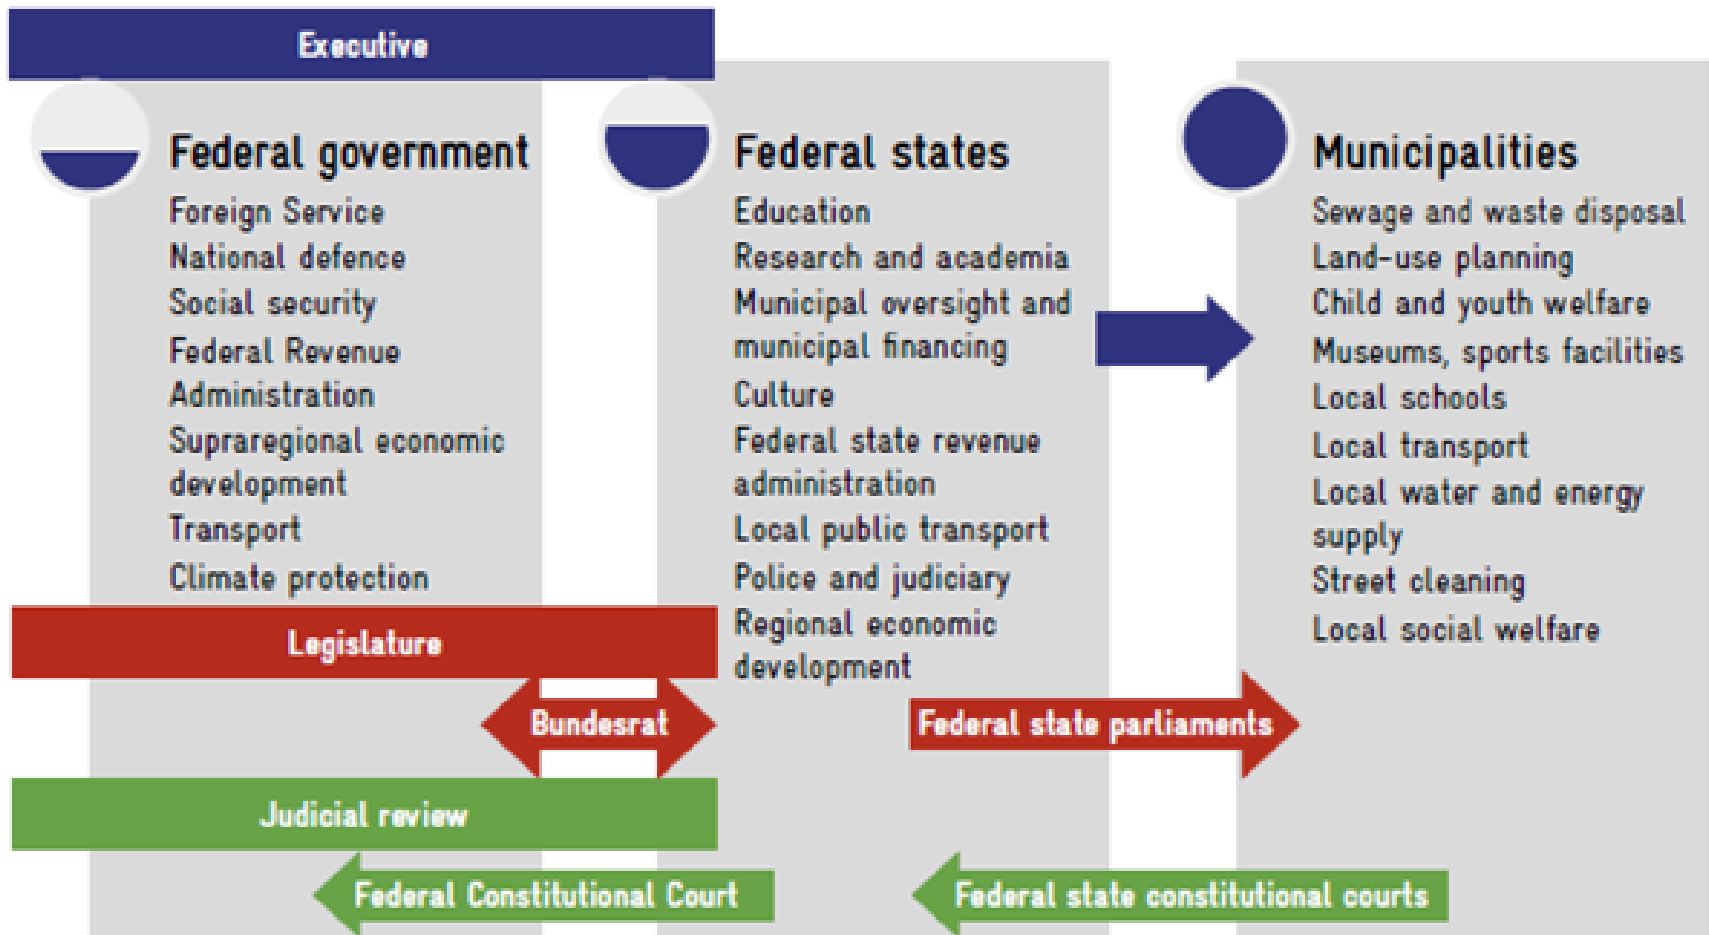 Executive
Federal government
Foreign Service
National defence
Social security
Federal Revenue
Administration
Supraregional economic
development
Transport
Climate protection
Federal states
Education
Research and academia
Municipal oversight and
municipal financing
Culture
Federal state revenue
administration
Local public transport
Police and judiciary
Regional economic
development
Municipalities
Sewage and waste disposal
Land-use planning
Child and youth welfare
Museums, sports facilities
Local schools
Local transport
Local water and energy
supply
Street cleaning
Local social welfare
Legislature
Bundesrat
Federal state parliaments
Judicial review
Federal Constitutional Court
Federal state constitutional courts